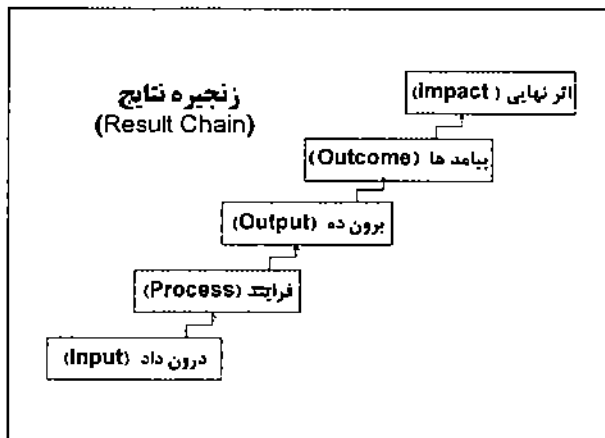 زنجیره نتایج
(Result Chain)
اثر نهایی (Impact)
پیامد ها (Outcome)
برون ده (Output)
فرایند (Process)
درون داد (Input)